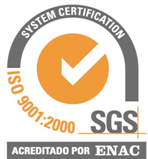 SYSTEM CERTIFICATION
ISO 9001:2000
SGS
ACREDITADO POR ENAC